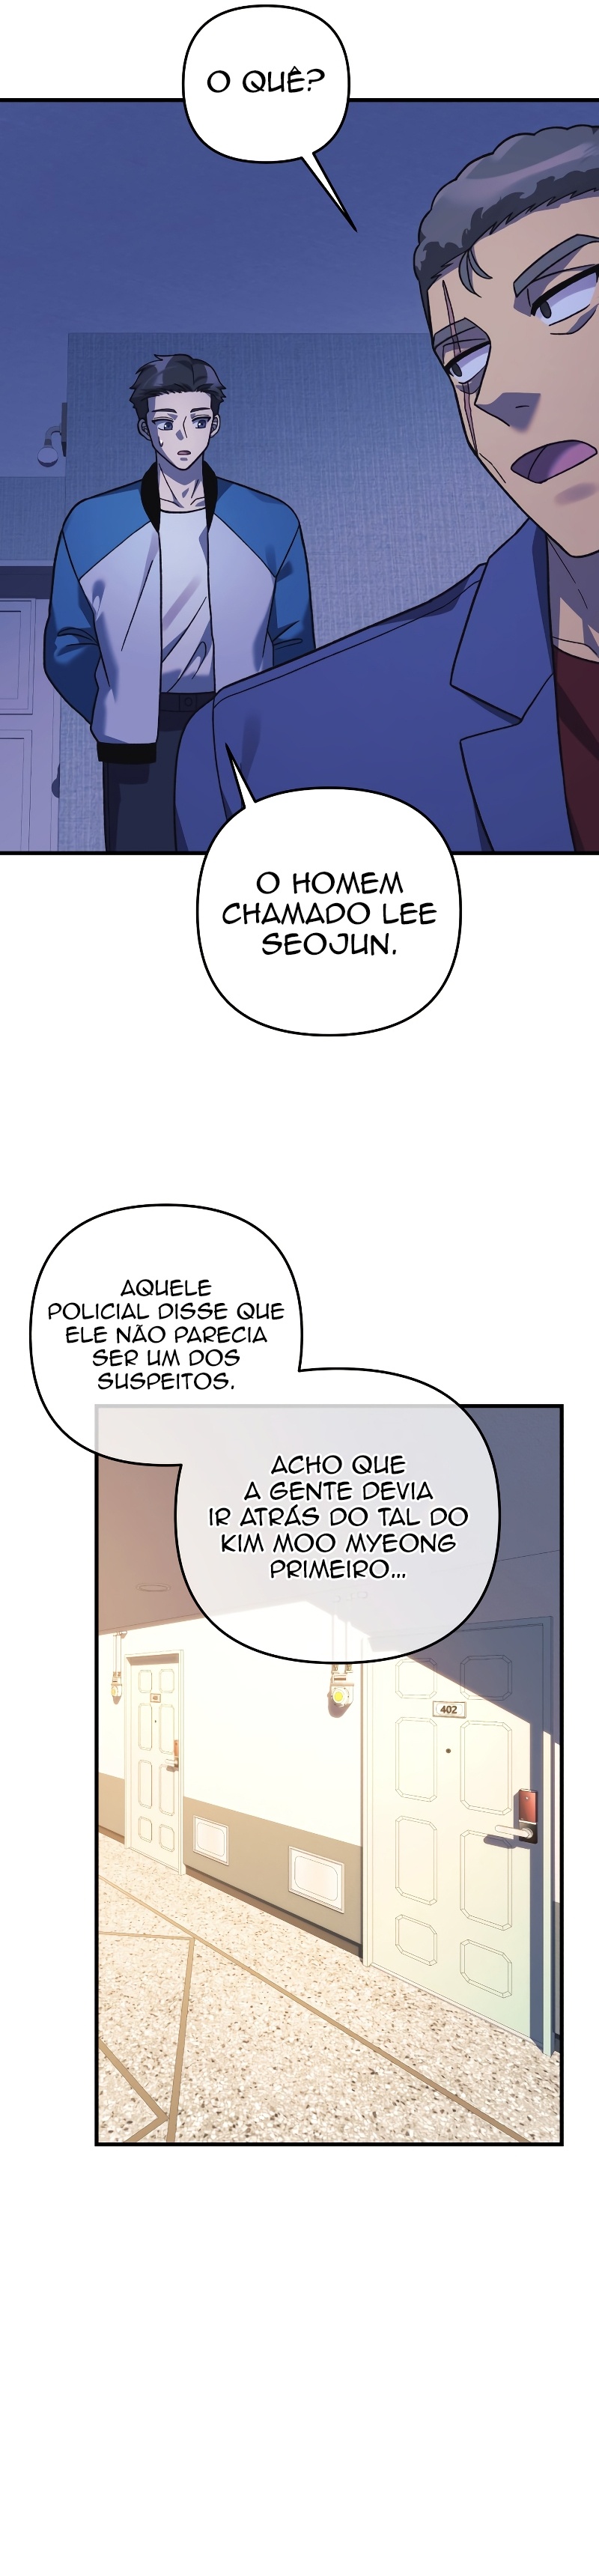 O QUÊ?
O HOMEM
CHAMADO LEE
SEOJUN.
AQUELE
POLICIAL DISSE QUE
ELE NÃO PARECIA
SER UM DOS
SUSPEITOS.
ACHO QUE
A GENTE DEVIA
IR ATRÁS DO TAL DO
KIM MOO MYEONG
PRIMEIRO...
402